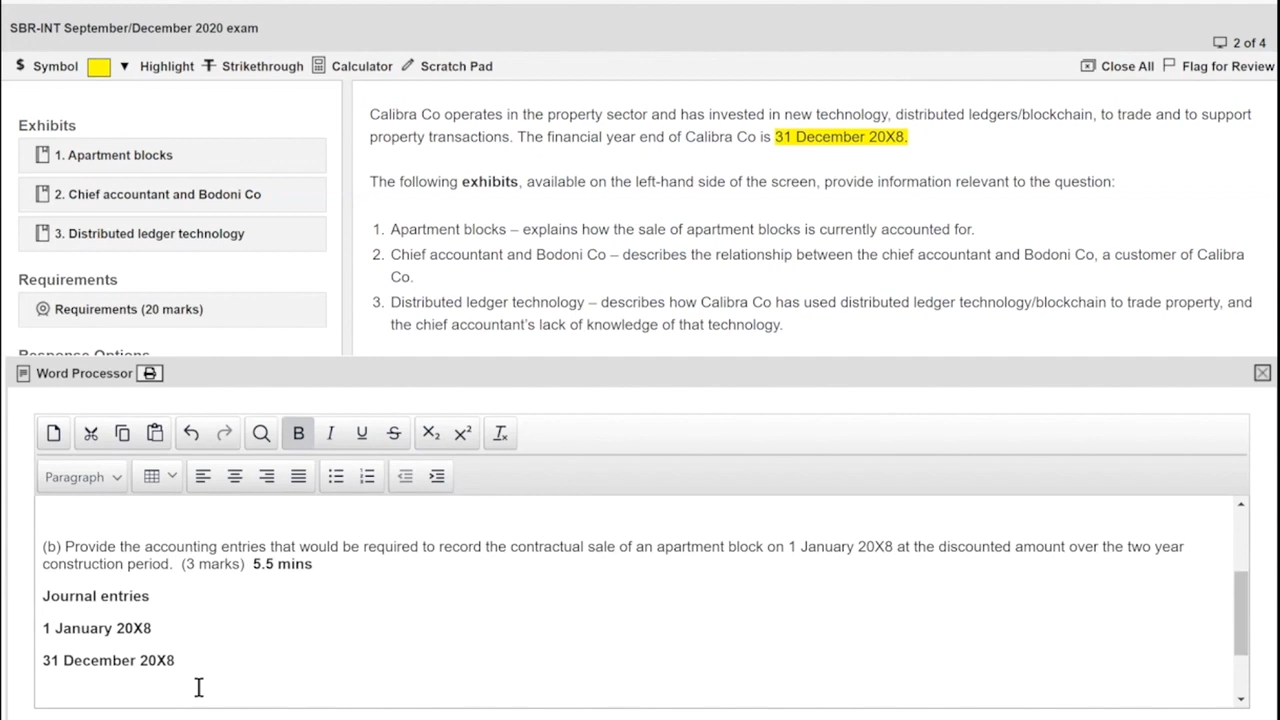 SBR-INT September/December 2020 exam
2 of 4
$ Symbol Highlight Strikethrough Calculator Scratch Pad Close All Flag for Review
Exhibits
1. Apartment blocks
2. Chief accountant and Bodoni Co
3. Distributed ledger technology
Requirements
Requirements (20 marks)
Response Options
Calibra Co operates in the property sector and has invested in new technology, distributed ledgers/blockchain, to trade and to support
property transactions. The financial year end of Calibra Co is 31 December 20X8.
The following exhibits, available on the left-hand side of the screen, provide information relevant to the question:
1. Apartment blocks – explains how the sale of apartment blocks is currently accounted for.
2. Chief accountant and Bodoni Co – describes the relationship between the chief accountant and Bodoni Co, a customer of Calibra
Co.
3. Distributed ledger technology – describes how Calibra Co has used distributed ledger technology/blockchain to trade property, and
the chief accountant's lack of knowledge of that technology.
Word Processor
B I U S X₂ X² Tx
Paragraph
(b) Provide the accounting entries that would be required to record the contractual sale of an apartment block on 1 January 20X8 at the discounted amount over the two year
construction period. (3 marks) 5.5 mins
Journal entries
1 January 20X8
31 December 20X8